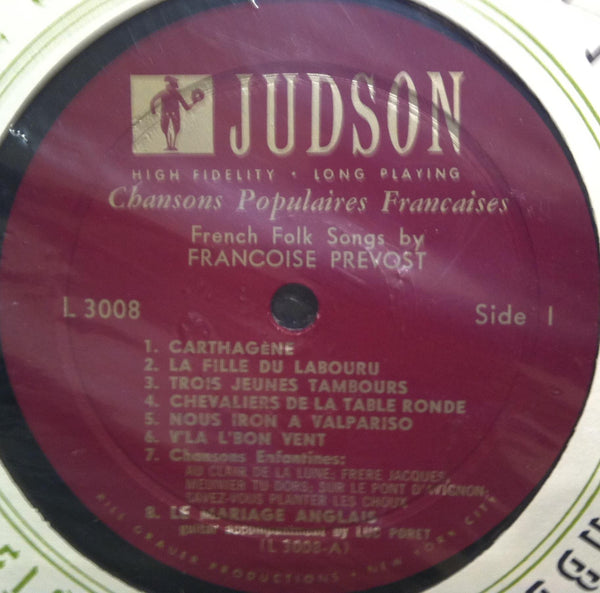 JUDSON
HIGH FIDELITY • LONG PLAYING
Chansons Populaires Francaises
French Folk Songs by
FRANCOISE PREVOST
L 3008
Side 1
1. CARTHAGÈNE
2. LA FILLE DU LABOURU
3. TROIS JEUNES TAMBOURS
4. CHEVALIERS DE LA TABLE RONDE
5. NOUS IRON A VALPARISO
6. V'LA L'BON VENT
7. Chansons Enfantines:
AU CLAIR DE LA LUNE; FRERE JACQUES;
MEUNIER TU DORS; SUR LE PONT D'AVIGNON;
SAVEZ-VOUS PLANTER LES CHOUX
8. LE MARIAGE ANGLAIS
guitar accompaniment by LUC PORET
(L 3008-A)
BILL GRAUER PRODUCTIONS • NEW YORK CITY